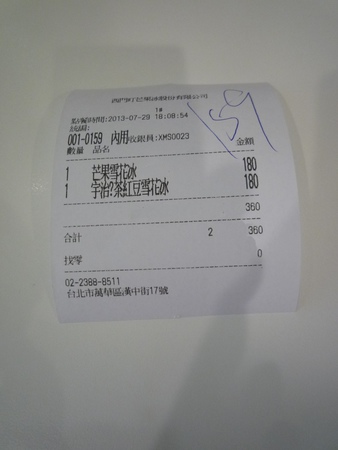 1#
點餐時間:2013-07-29 18:08:54
001-0159 內用 收銀員:XMS0023
數量 品名 金額
1 芒果雪花冰 180
1 宇治?茶紅豆雪花冰 180
360
合計 2 360
找零 0
02-2388-8511
台北市萬華區漢中街17號